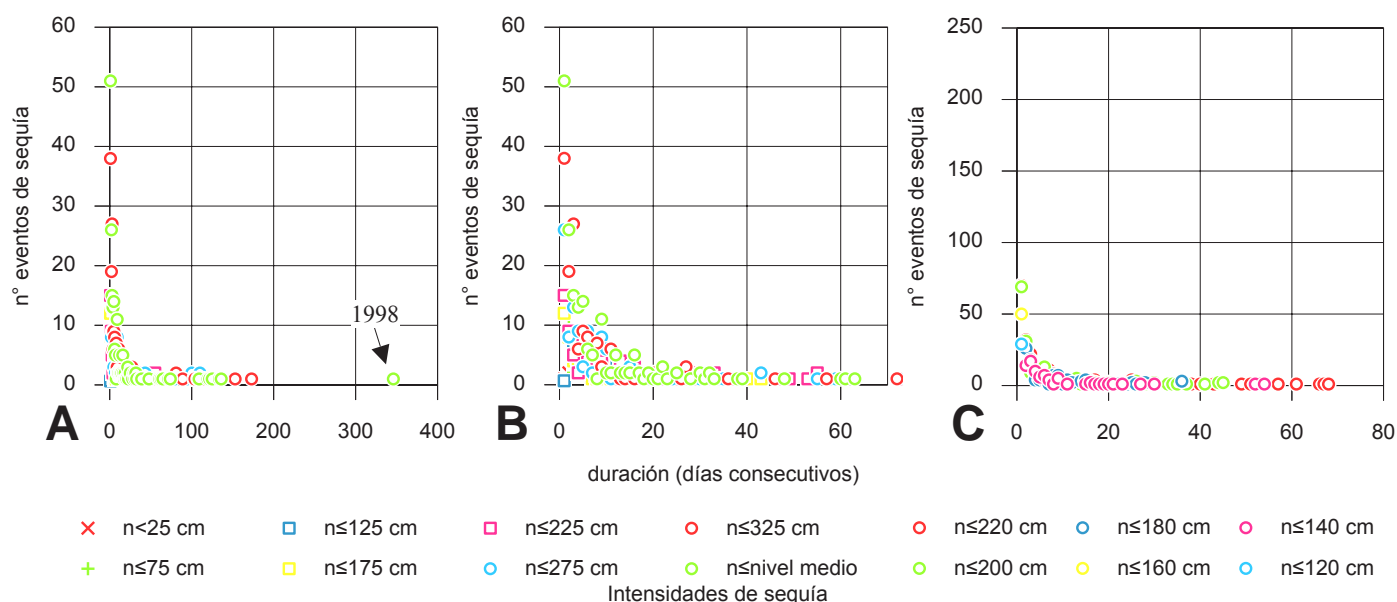 60
50
40
30
20
10
0
n° eventos de sequía
1998
A
0 100 200 300 400
60
50
40
30
20
10
0
n° eventos de sequía
B
0 20 40 60
250
200
150
100
50
0
n° eventos de sequía
C
0 20 40 60 80
duración (días consecutivos)
n<25 cm n≤125 cm n≤225 cm n≤325 cm n≤220 cm n≤180 cm n≤140 cm
n≤75 cm n≤175 cm n≤275 cm n≤nivel medio n≤200 cm n≤160 cm n≤120 cm
Intensidades de sequía